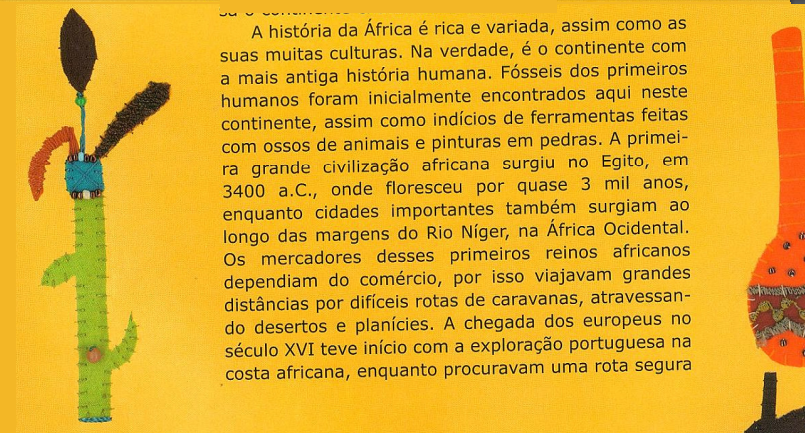 A história da África é rica e variada, assim como as
suas muitas culturas. Na verdade, é o continente com
a mais antiga história humana. Fósseis dos primeiros
humanos foram inicialmente encontrados aqui neste
continente, assim como indícios de ferramentas feitas
com ossos de animais e pinturas em pedras. A primei-
ra grande civilização africana surgiu no Egito, em
3400 a.C., onde floresceu por quase 3 mil anos,
enquanto cidades importantes também surgiam ao
longo das margens do Rio Níger, na África Ocidental.
Os mercadores desses primeiros reinos africanos
dependiam do comércio, por isso viajavam grandes
distâncias por difíceis rotas de caravanas, atravessan-
do desertos e planícies. A chegada dos europeus no
século XVI teve início com a exploração portuguesa na
costa africana, enquanto procuravam uma rota segura